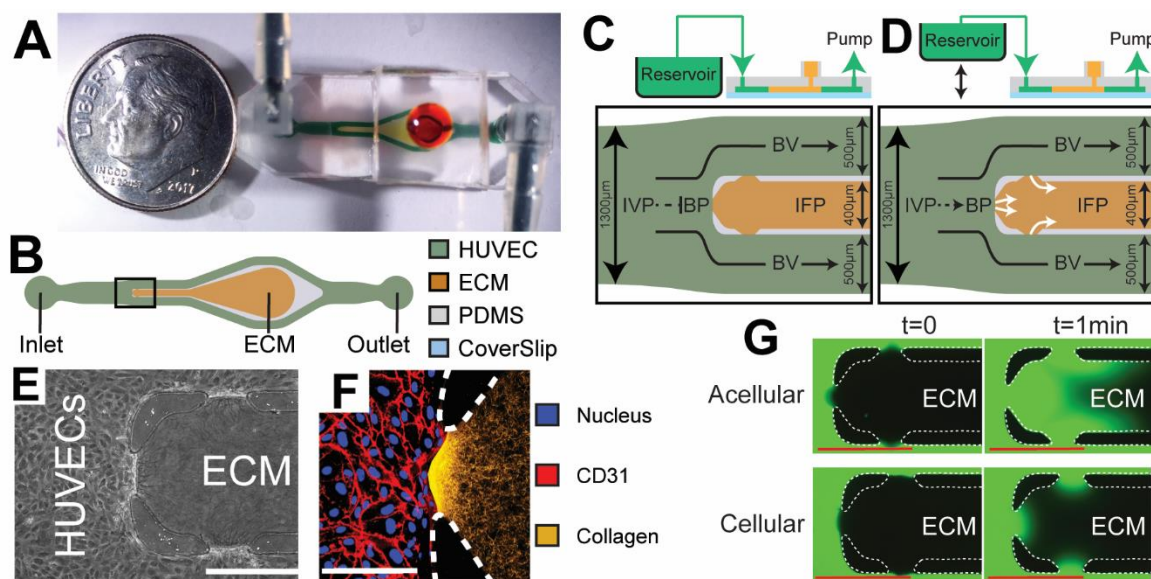 A
LIBERTY
IN GOD
WE TRUST
2017
B
Inlet
ECM
Outlet
HUVEC
ECM
PDMS
CoverSlip
C
Reservoir
Pump
1300µm
IVP
BP
BV
BV
IFP
500µm
400µm
500µm
D
Reservoir
Pump
1300µm
IVP
BP
BV
BV
IFP
500µm
400µm
500µm
E
HUVECs
ECM
F
Nucleus
CD31
Collagen
G
t=0
t=1min
Acellular
ECM
ECM
Cellular
ECM
ECM